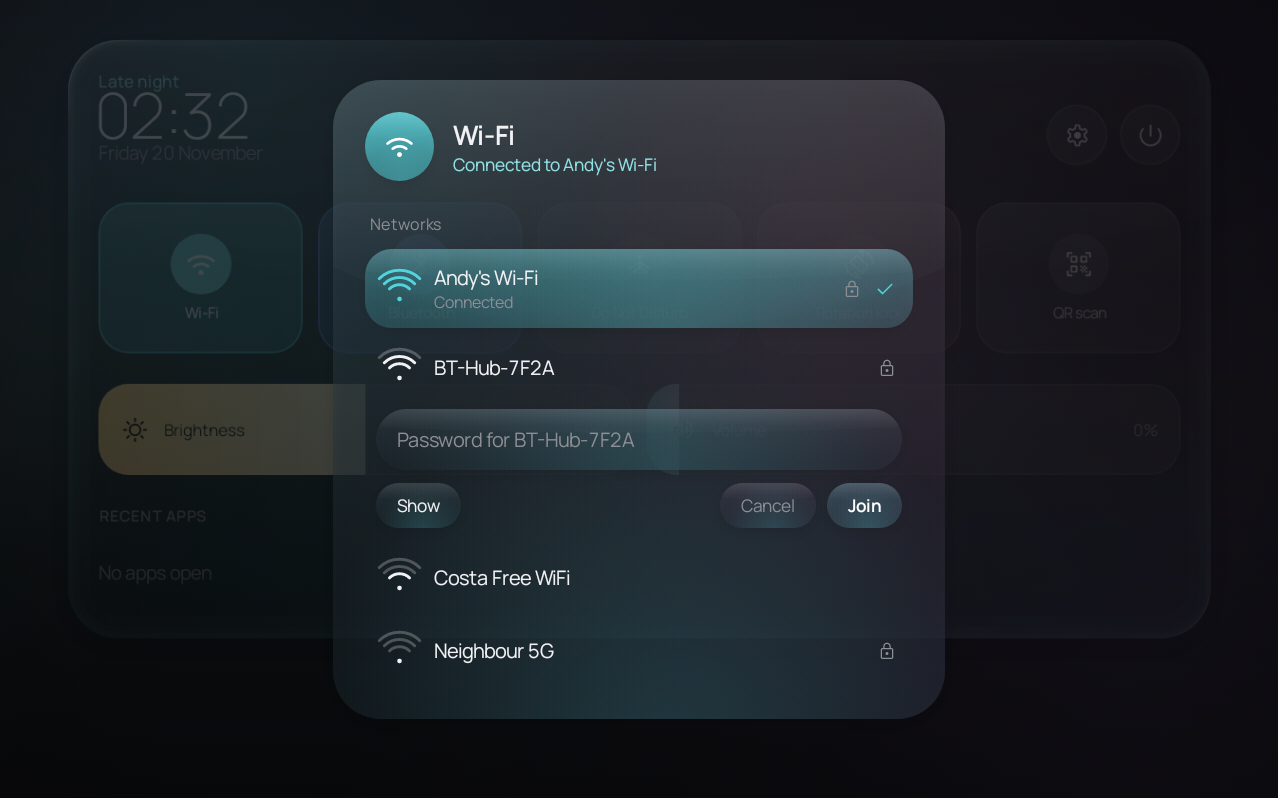 Late night
02:32
Friday 20 November
Wi-Fi
Connected to Andy's Wi-Fi
Networks
Andy's Wi-Fi
Connected
BT-Hub-7F2A
Password for BT-Hub-7F2A
Show
Cancel
Join
Costa Free WiFi
Neighbour 5G
Wi-Fi
Bluetooth
QR scan
Brightness
Volume
0%
RECENT APPS
No apps open